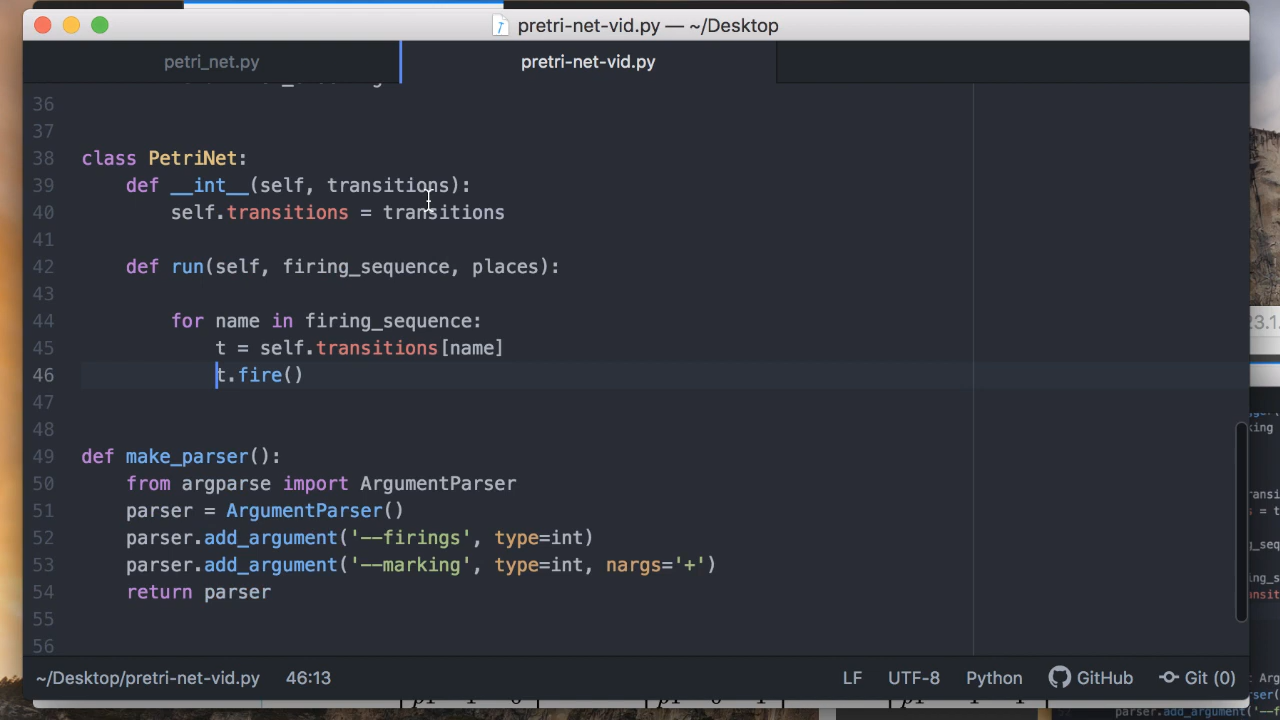 pretri-net-vid.py — ~/Desktop
petri_net.py
pretri-net-vid.py
36
37
38 class PetriNet:
39 def __int__(self, transitions):
40 self.transitions = transitions
41
42 def run(self, firing_sequence, places):
43
44 for name in firing_sequence:
45 t = self.transitions[name]
46 t.fire()
47
48
49 def make_parser():
50 from argparse import ArgumentParser
51 parser = ArgumentParser()
52 parser.add_argument('--firings', type=int)
53 parser.add_argument('--marking', type=int, nargs='+')
54 return parser
55
56
~/Desktop/pretri-net-vid.py 46:13 LF UTF-8 Python GitHub Git (0)
parser.add_argument('--f